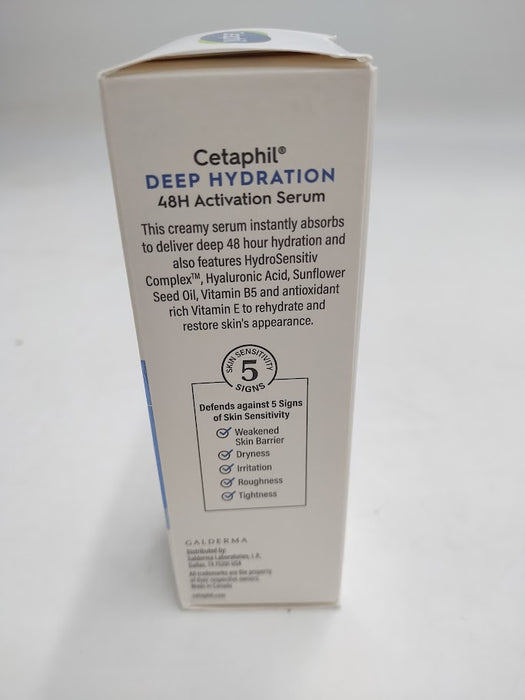 Cetaphil®
DEEP HYDRATION
48H Activation Serum
This creamy serum instantly absorbs
to deliver deep 48 hour hydration and
also features HydroSensitiv
Complex™, Hyaluronic Acid, Sunflower
Seed Oil, Vitamin B5 and antioxidant
rich Vitamin E to rehydrate and
restore skin's appearance.
SKIN SENSITIVITY
5
SIGNS
Defends against 5 Signs
of Skin Sensitivity
Weakened
Skin Barrier
Dryness
Irritation
Roughness
Tightness
GALDERMA
Distributed by:
Galderma Laboratories, L.P.
Dallas, TX 75201 USA
All trademarks are the property
of their respective owners.
Made in Canada
cetaphil.com